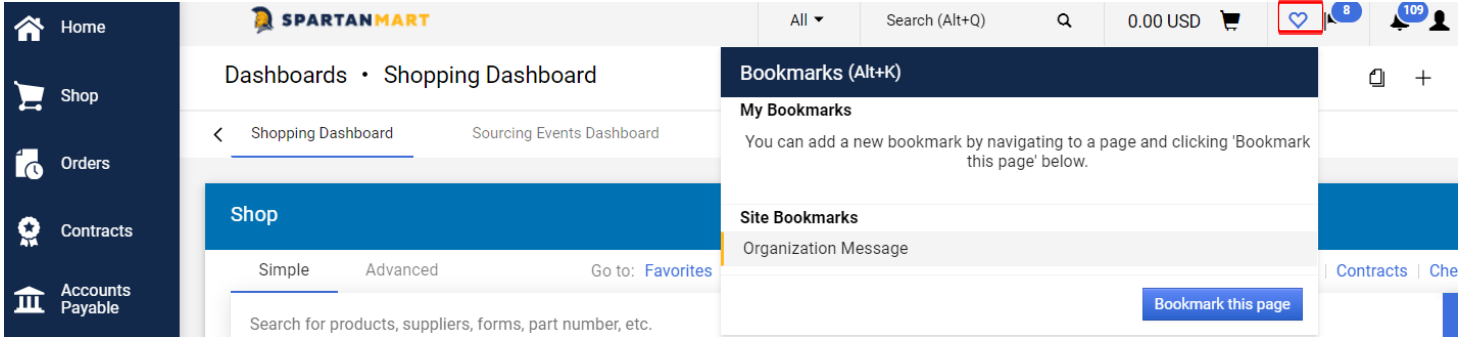 Home
SPARTANMART
All
Search (Alt+Q)
0.00 USD
8
109
Dashboards • Shopping Dashboard
Bookmarks (Alt+K)
Shop
My Bookmarks
Shopping Dashboard
Sourcing Events Dashboard
You can add a new bookmark by navigating to a page and clicking 'Bookmark
this page' below.
Orders
Shop
Site Bookmarks
Contracts
Organization Message
Simple
Advanced
Go to: Favorites
Contracts
Che
Accounts
Payable
Bookmark this page
Search for products, suppliers, forms, part number, etc.